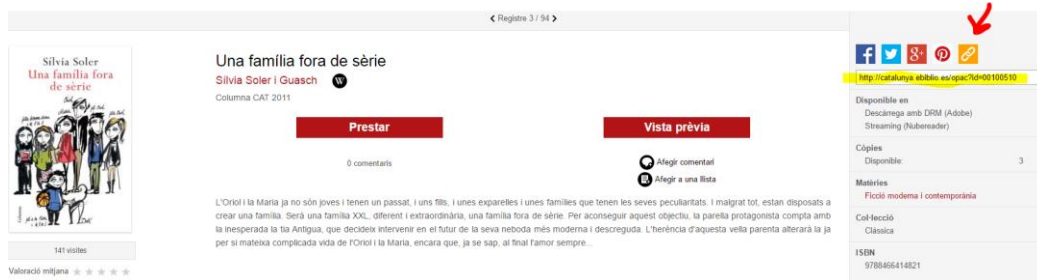 Registre 3 / 94
Sílvia Soler
Una família fora
de sèrie
Columna
141 visites
Valoració mitjana
Una família fora de sèrie
Sílvia Soler i Guasch W
Columna CAT 2011
Prestar
Vista prèvia
0 comentaris
Afegir comentari
Afegir a una llista
L'Oriol i la Maria ja no són joves i tenen un passat, i uns fills, i unes exparelles i unes famílies que tenen les seves peculiaritats. I malgrat tot, estan disposats a
crear una família. Serà una família XXL, diferent i extraordinària, una família fora de sèrie. Per aconseguir aquest objectiu, la parella protagonista compta amb
la inesperada la tia Antigua, que decideix intervenir en el futur de la seva neboda més moderna i descreguda. L'herència d'aquesta vella parenta alterarà la ja
per si mateixa complicada vida de l'Oriol i la Maria, encara que, ja se sap, al final l'amor sempre...
http://catalunya.ebiblio.es/opac?id=00100510
Disponible en
Descàrrega amb DRM (Adobe)
Streaming (Nubereader)
Còpies
Disponible: 3
Matèries
Ficció moderna i contemporània
Col·lecció
Clàssica
ISBN
9788466414821